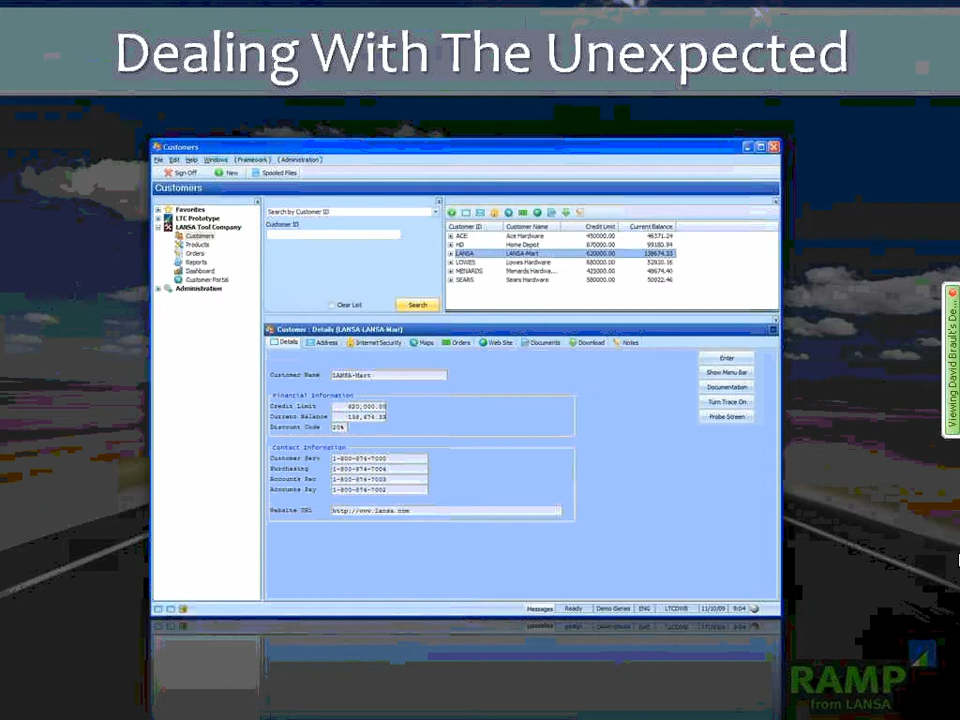 Dealing With The Unexpected
Customers
File Edit Help Windows (Framework) (Administration)
Sign Off New Spooled Files
Customers
Favorites
LTC Prototype
LANSA Tool Company
Customers
Products
Orders
Reports
Dashboard
Customer Portal
Administration
Search by Customer ID
Customer ID
Clear List
Search
Customer ID Customer Name Credit Limit Current Balance
ACE Ace Hardware 450000.00 46371.24
HD Home Depot 870000.00 99180.94
LANSA LANSA-Mart 620000.00 138674.33
LOWES Lowes Hardware 680000.00 52910.16
MENARDS Menards Hardwa... 425000.00 48674.40
SEARS Sears Hardware 580000.00 50922.46
Customer : Details (LANSA-LANSA-Mart)
Details Address Internet Security Maps Orders Web Site Documents Download Notes
Customer Name LANSA-Mart
Financial Information
Credit Limit 620,000.00
Current Balance 138,674.33
Discount Code 20%
Contact Information
Customer Serv 1-800-874-7000
Purchasing 1-800-874-7004
Accounts Rec 1-800-874-7003
Accounts Pay 1-800-874-7002
Website URL http://www.lansa.com
Enter
Show Menu Bar
Documentation
Turn Trace On
Probe Screen
Messages Ready Demo iSeries ENG LTCDWB 11/10/09 9:04
Viewing David Brault's De...
RAMP
from LANSA